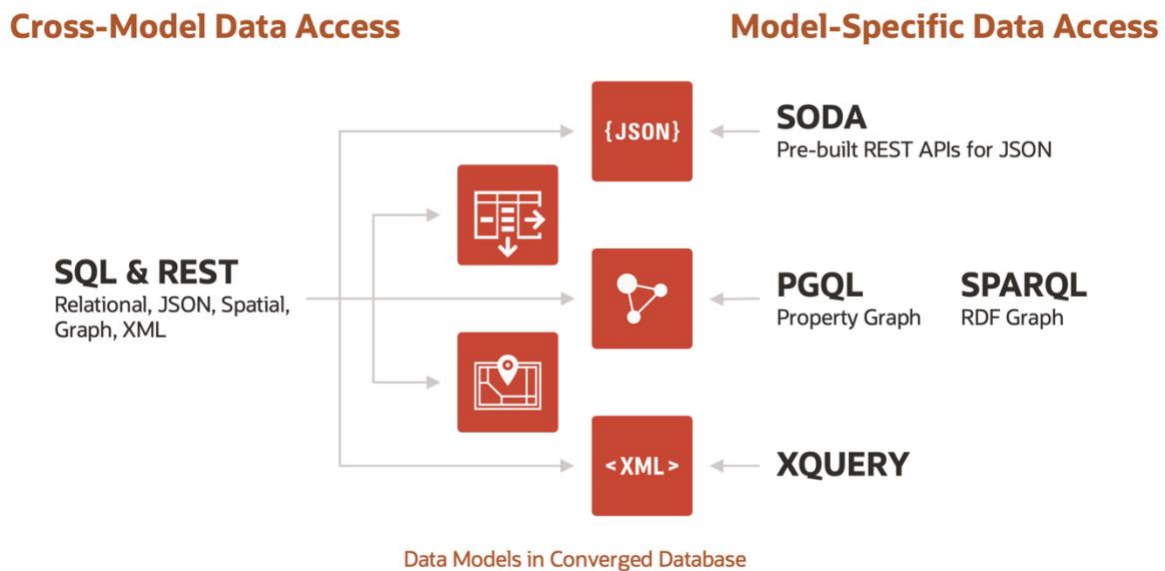 Cross-Model Data Access
Model-Specific Data Access
{JSON}
SODA
Pre-built REST APIs for JSON
SQL & REST
Relational, JSON, Spatial,
Graph, XML
PGQL
Property Graph
SPARQL
RDF Graph
<XML>
XQUERY
Data Models in Converged Database